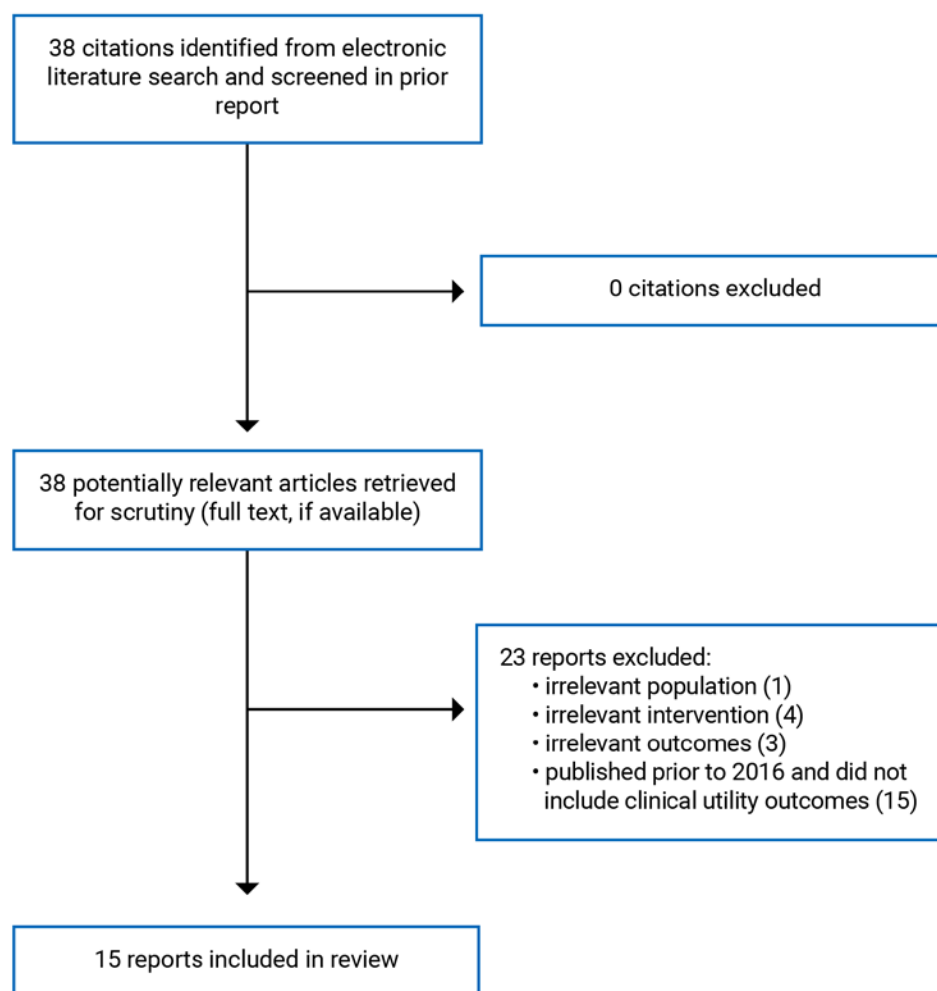 38 citations identified from electronic
literature search and screened in prior
report
0 citations excluded
38 potentially relevant articles retrieved
for scrutiny (full text, if available)
23 reports excluded:
• irrelevant population (1)
• irrelevant intervention (4)
• irrelevant outcomes (3)
• published prior to 2016 and did not
include clinical utility outcomes (15)
15 reports included in review